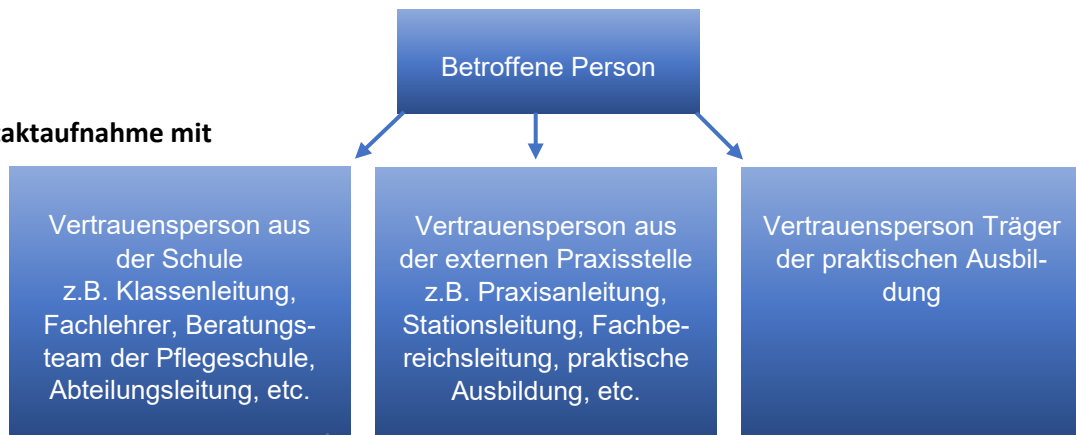 Betroffene Person
taktaufnahme mit
Vertrauensperson aus
der Schule
z.B. Klassenleitung,
Fachlehrer, Beratungs-
team der Pflegeschule,
Abteilungsleitung, etc.
Vertrauensperson aus
der externen Praxisstelle
z.B. Praxisanleitung,
Stationsleitung, Fachbe-
reichsleitung, praktische
Ausbildung, etc.
Vertrauensperson Träger
der praktischen Ausbil-
dung